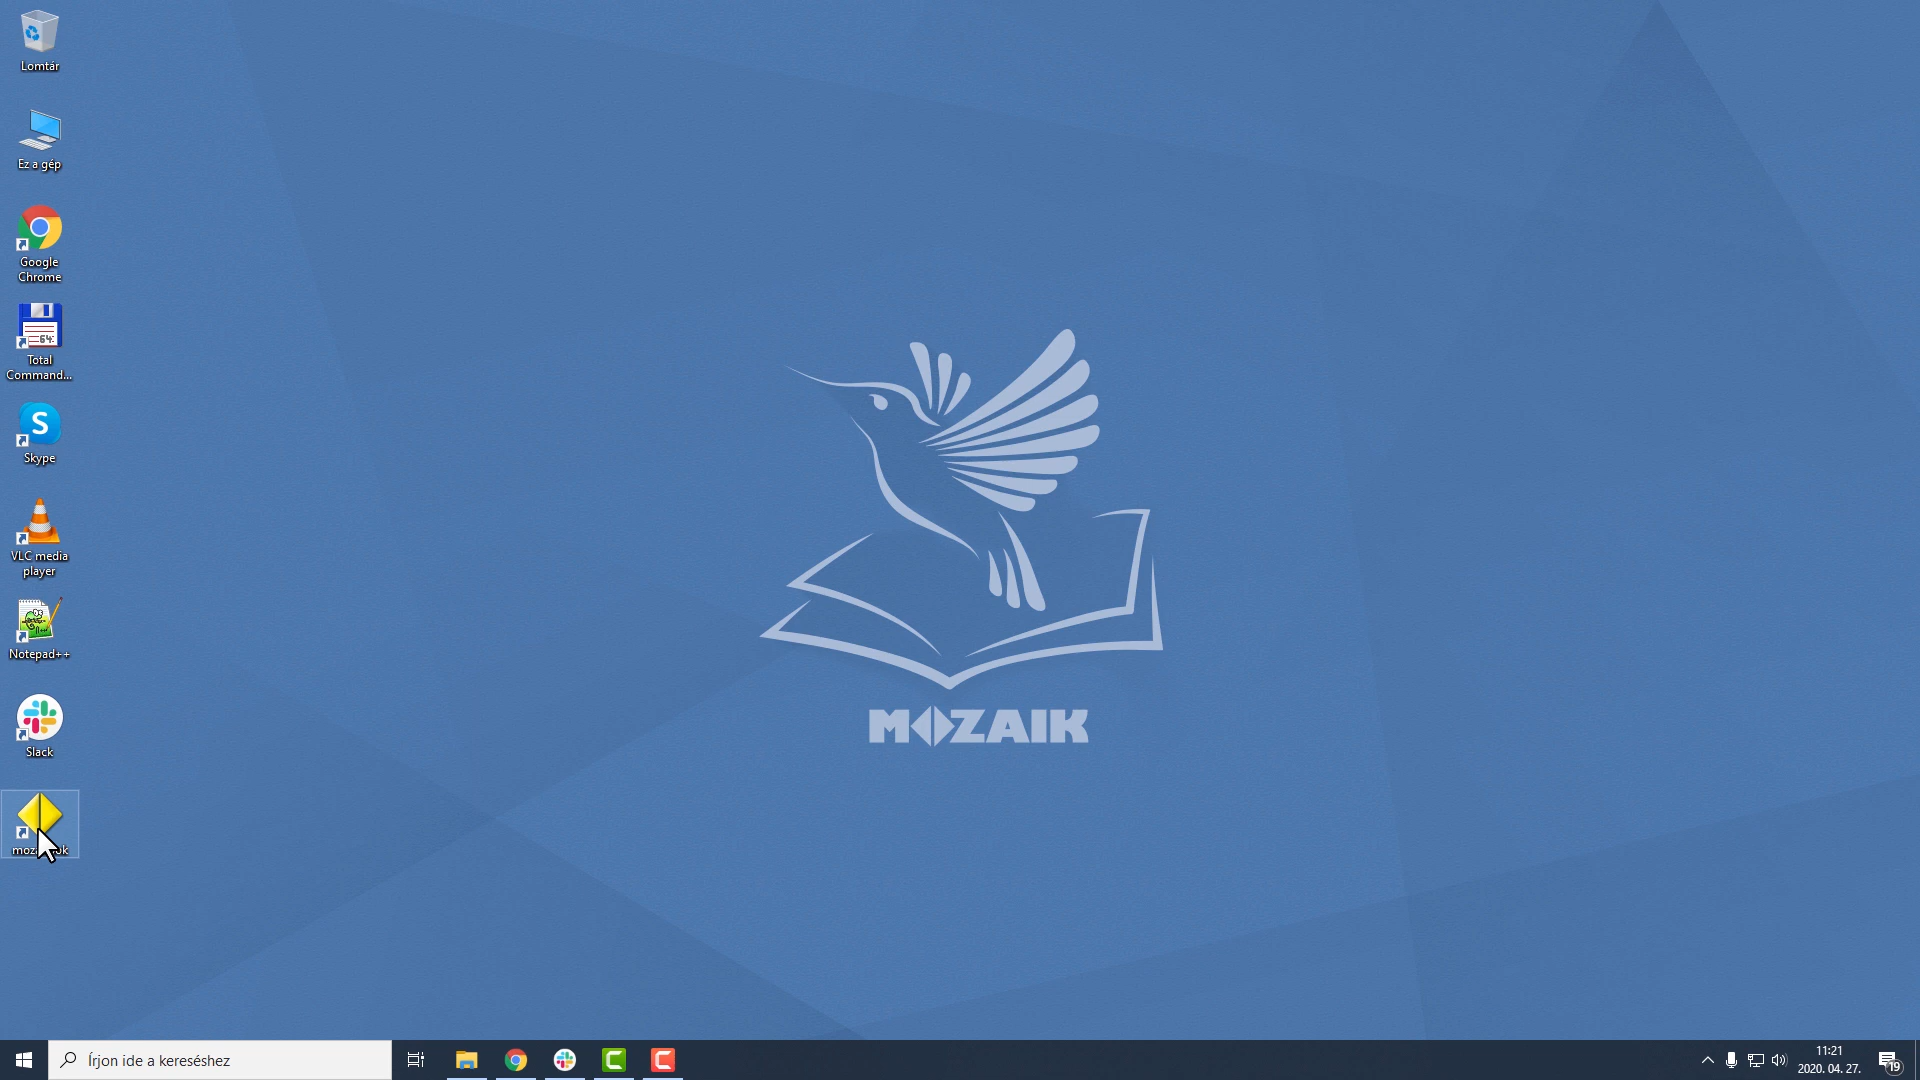 Lomtár
Ez a gép
Google
Chrome
64
Total
Command...
S
Skype
VLC media
player
Notepad++
Slack
MOZAIK
Írjon ide a kereséshez
11:21
2020. 04. 27.
19